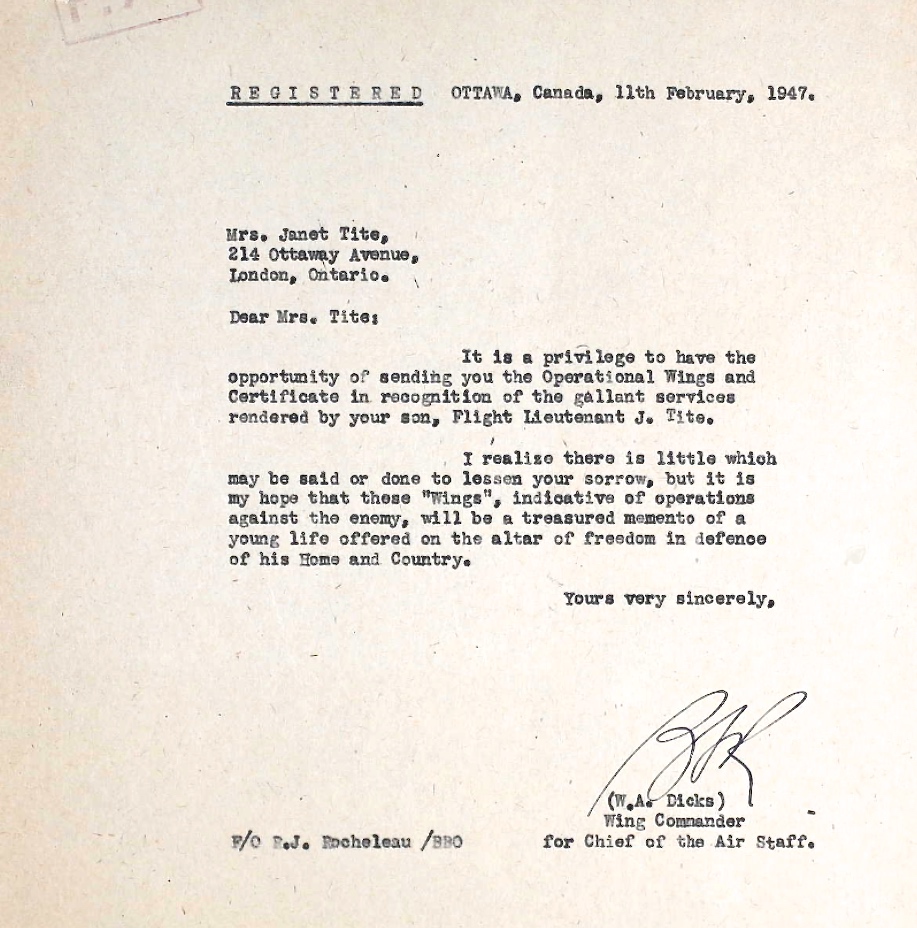 REGISTERED OTTAWA, Canada, 11th February, 1947.
Mrs. Janet Tite,
214 Ottaway Avenue,
London, Ontario.
Dear Mrs. Tite:
It is a privilege to have the
opportunity of sending you the Operational Wings and
Certificate in recognition of the gallant services
rendered by your son, Flight Lieutenant J. Tite.
I realize there is little which
may be said or done to lessen your sorrow, but it is
my hope that these "Wings", indicative of operations
against the enemy, will be a treasured memento of a
young life offered on the altar of freedom in defence
of his Home and Country.
Yours very sincerely,
(W.A. Dicks)
Wing Commander
F/O R.J. Rocheleau /BBO for Chief of the Air Staff.